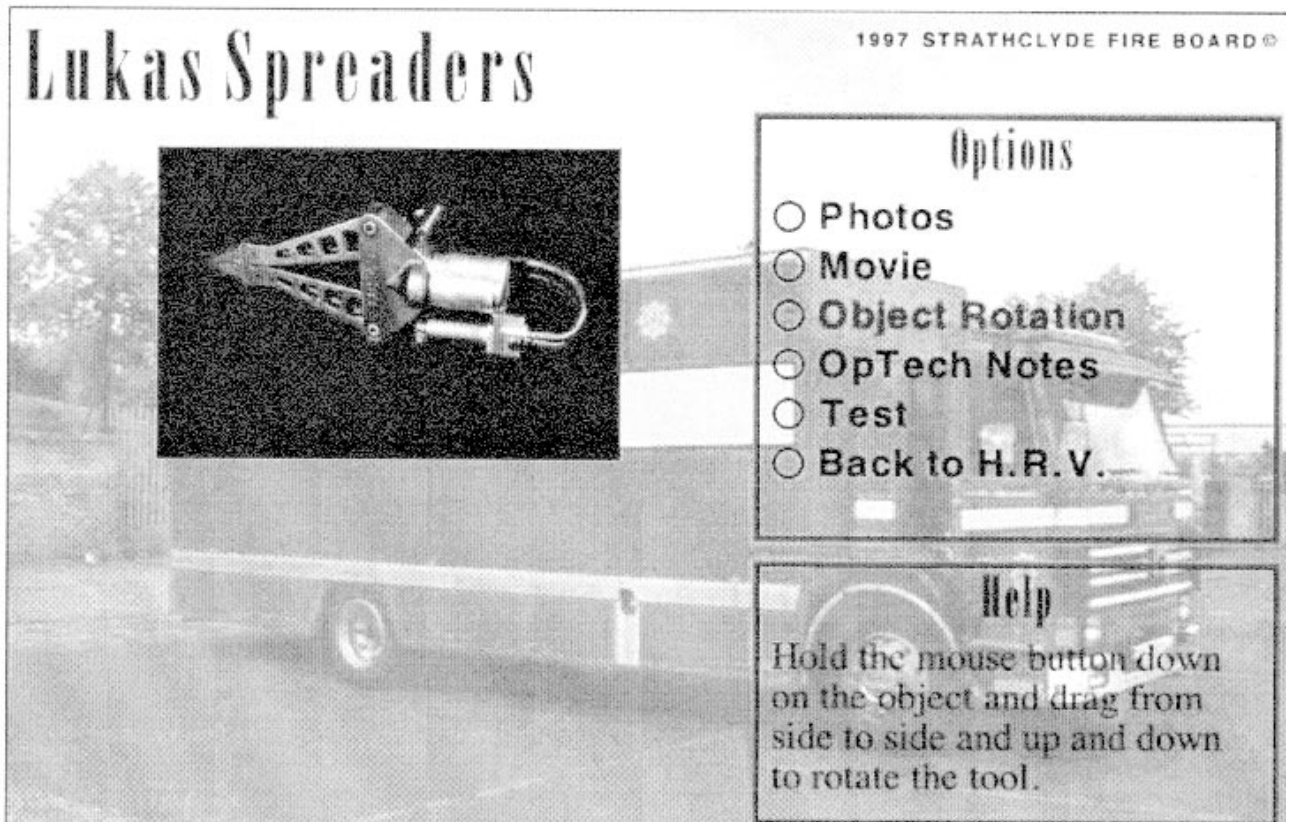 Lukas Spreaders
1997 STRATHCLYDE FIRE BOARD©
Options
Photos
Movie
Object Rotation
OpTech Notes
Test
Back to H.R.V.
Help
Hold the mouse button down
on the object and drag from
side to side and up and down
to rotate the tool.